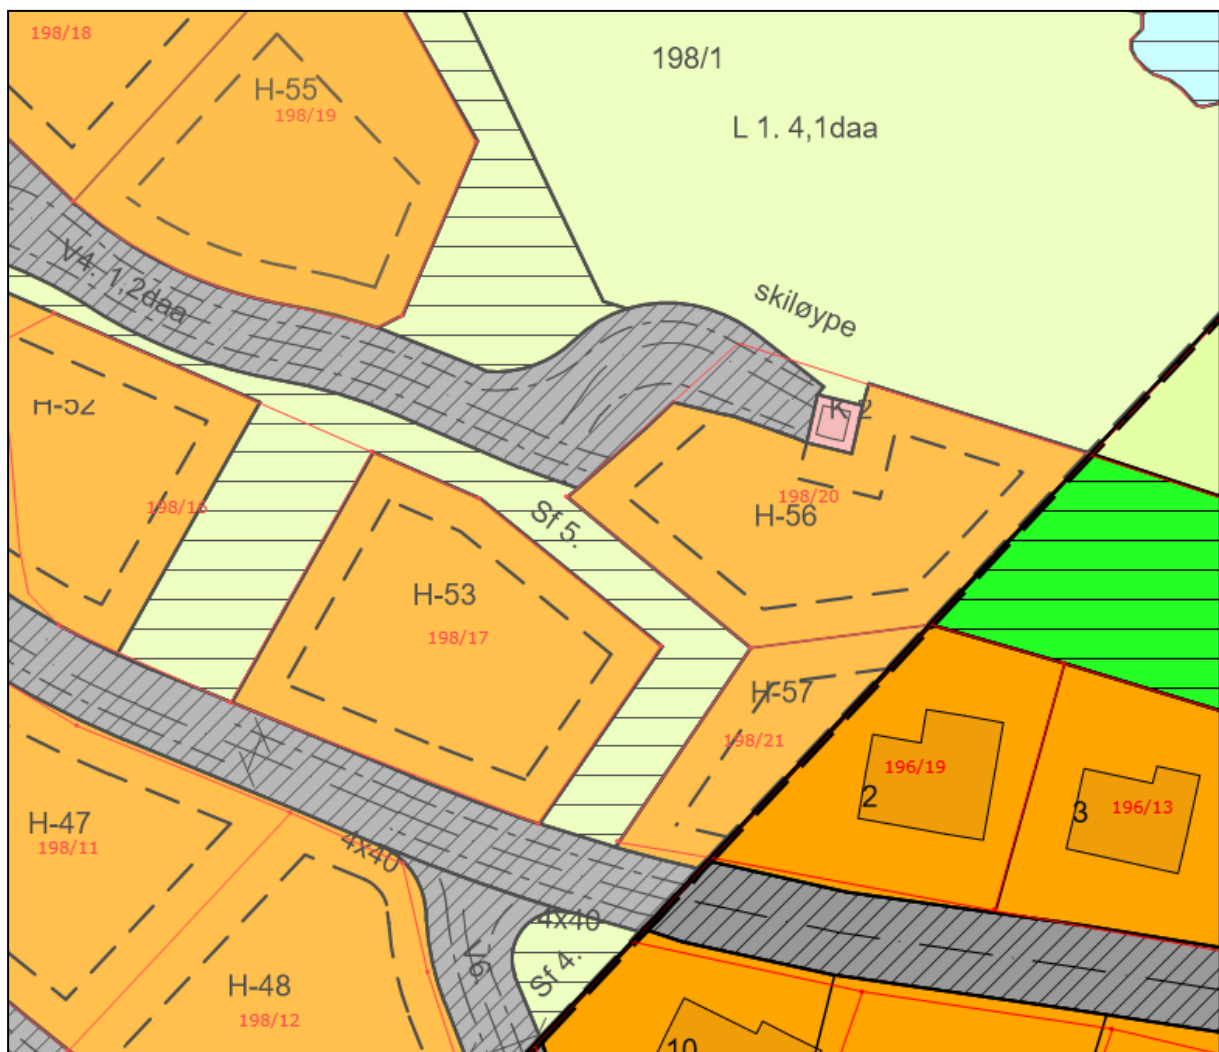 198/18
H-55
198/19
198/1
L 1. 4,1daa
V4. 1,2daa
skiløype
H-52
K 2
198/16
198/20
H-56
Sf 5.
H-53
198/17
H-57
198/21
196/19
2
196/13
3
H-47
198/11
4x40
4x40
V6
Sf 4.
H-48
198/12
10